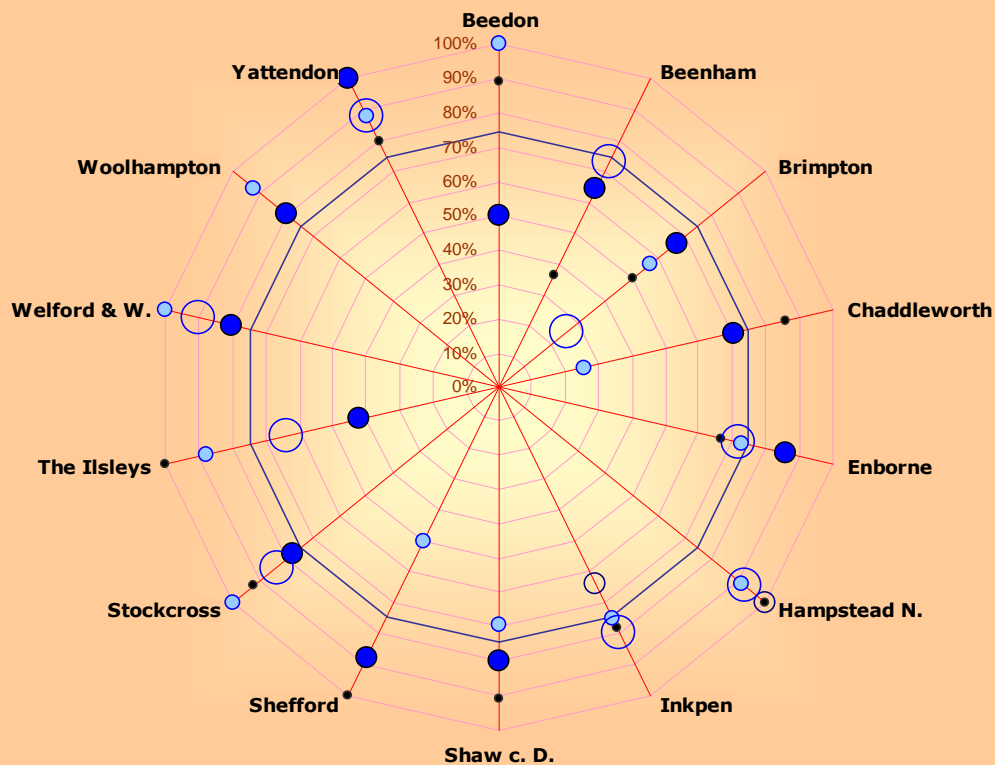 Beedon
100%
90%
80%
70%
60%
50%
40%
30%
20%
10%
0%
Beenham
Brimpton
Chaddleworth
Enborne
Hampstead N.
Inkpen
Shaw c. D.
Shefford
Stockcross
The Ilsleys
Welford & W.
Woolhampton
Yattendon